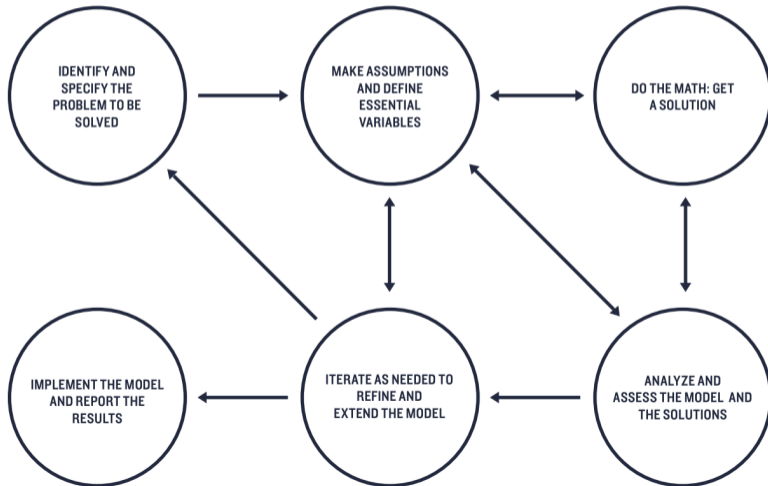 IDENTIFY AND
SPECIFY THE
PROBLEM TO BE
SOLVED
MAKE ASSUMPTIONS
AND DEFINE
ESSENTIAL
VARIABLES
DO THE MATH: GET
A SOLUTION
IMPLEMENT THE MODEL
AND REPORT THE
RESULTS
ITERATE AS NEEDED TO
REFINE AND
EXTEND THE MODEL
ANALYZE AND
ASSESS THE MODEL AND
THE SOLUTIONS